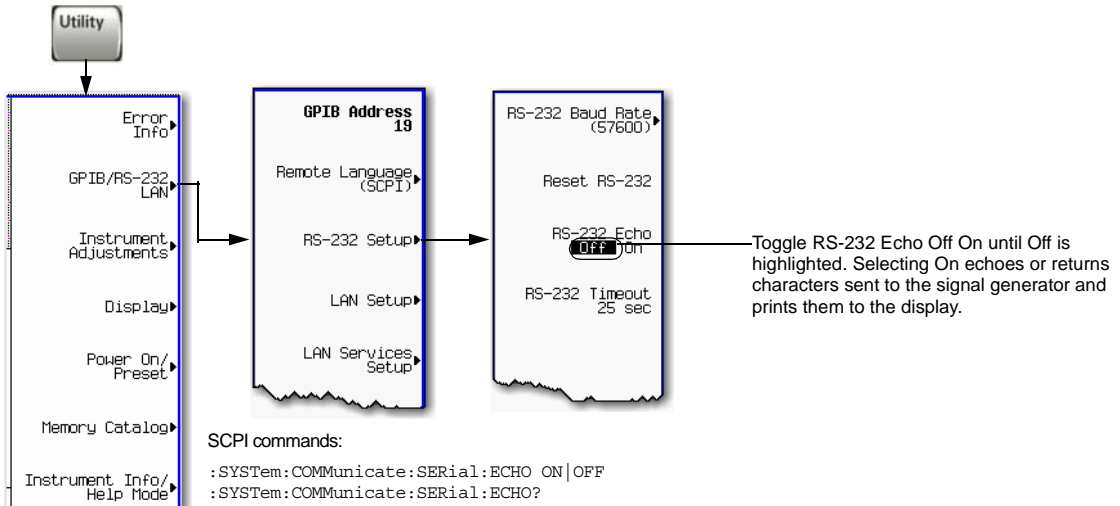 Utility
Error
Info
GPIB/RS-232
LAN
Instrument
Adjustments
Display
Power On/
Preset
Memory Catalog
Instrument Info/
Help Mode
GPIB Address
19
Remote Language
(SCPI)
RS-232 Setup
LAN Setup
LAN Services
Setup
RS-232 Baud Rate
(57600)
Reset RS-232
RS-232 Echo
Off On
RS-232 Timeout
25 sec
Toggle RS-232 Echo Off On until Off is
highlighted. Selecting On echoes or returns
characters sent to the signal generator and
prints them to the display.
SCPI commands:
:SYSTem:COMMunicate:SERial:ECHO ON|OFF
:SYSTem:COMMunicate:SERial:ECHO?